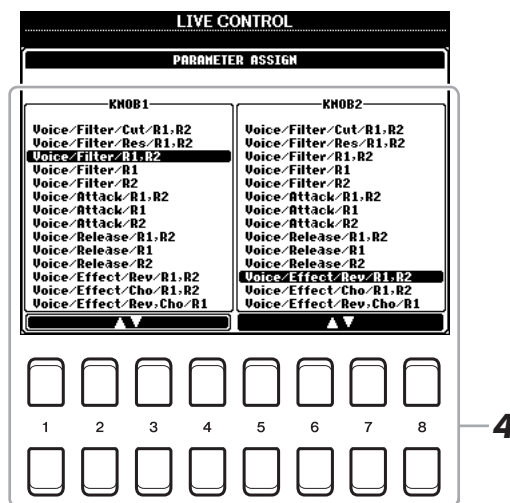 LIVE CONTROL
PARAMETER ASSIGN
KNOB1
Voice/Filter/Cut/R1,R2
Voice/Filter/Res/R1,R2
Voice/Filter/R1,R2
Voice/Filter/R1
Voice/Filter/R2
Voice/Attack/R1,R2
Voice/Attack/R1
Voice/Attack/R2
Voice/Release/R1,R2
Voice/Release/R1
Voice/Release/R2
Voice/Effect/Rev/R1,R2
Voice/Effect/Cho/R1,R2
Voice/Effect/Rev,Cho/R1
KNOB2
Voice/Filter/Cut/R1,R2
Voice/Filter/Res/R1,R2
Voice/Filter/R1,R2
Voice/Filter/R1
Voice/Filter/R2
Voice/Attack/R1,R2
Voice/Attack/R1
Voice/Attack/R2
Voice/Release/R1,R2
Voice/Release/R1
Voice/Release/R2
Voice/Effect/Rev/R1,R2
Voice/Effect/Cho/R1,R2
Voice/Effect/Rev,Cho/R1
1 2 3 4 5 6 7 8
4